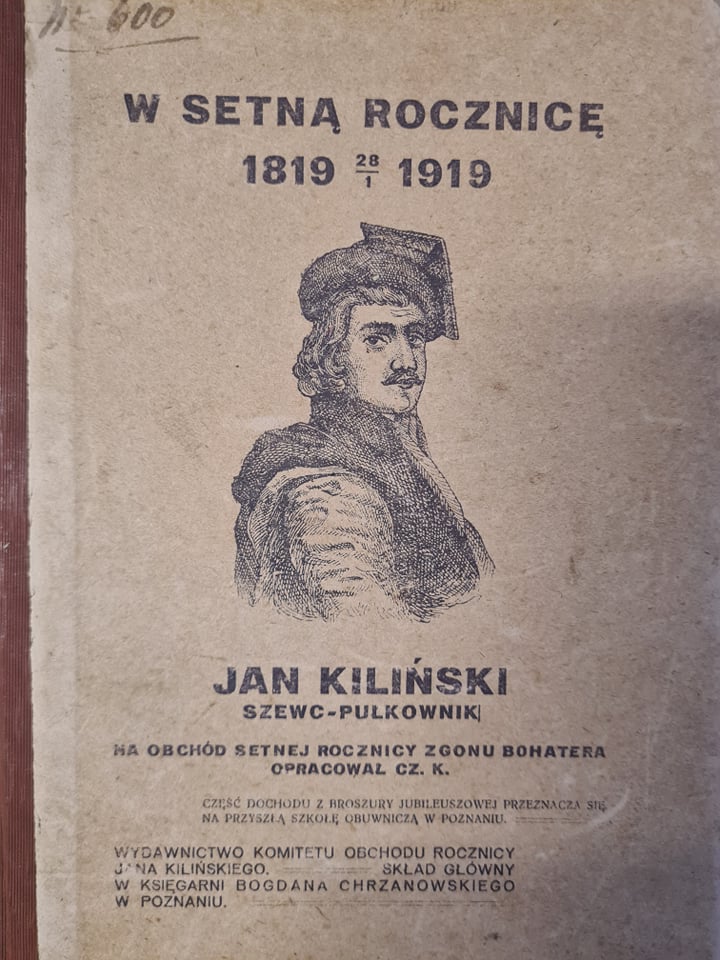 № 600
W SETNĄ ROCZNICĘ
1819 28/1 1919
JAN KILIŃSKI
SZEWC-PUŁKOWNIK
NA OBCHÓD SETNEJ ROCZNICY ZGONU BOHATERA
OPRACOWAŁ CZ. K.
CZĘŚĆ DOCHODU Z BROSZURY JUBILEUSZOWEJ PRZEZNACZA SIĘ
NA PRZYSZŁĄ SZKOŁĘ OBUWNICZĄ W POZNANIU.
WYDAWNICTWO KOMITETU OBCHODU ROCZNICY
JANA KILIŃSKIEGO. SKŁAD GŁÓWNY
W KSIĘGARNI BOGDANA CHRZANOWSKIEGO
W POZNANIU.